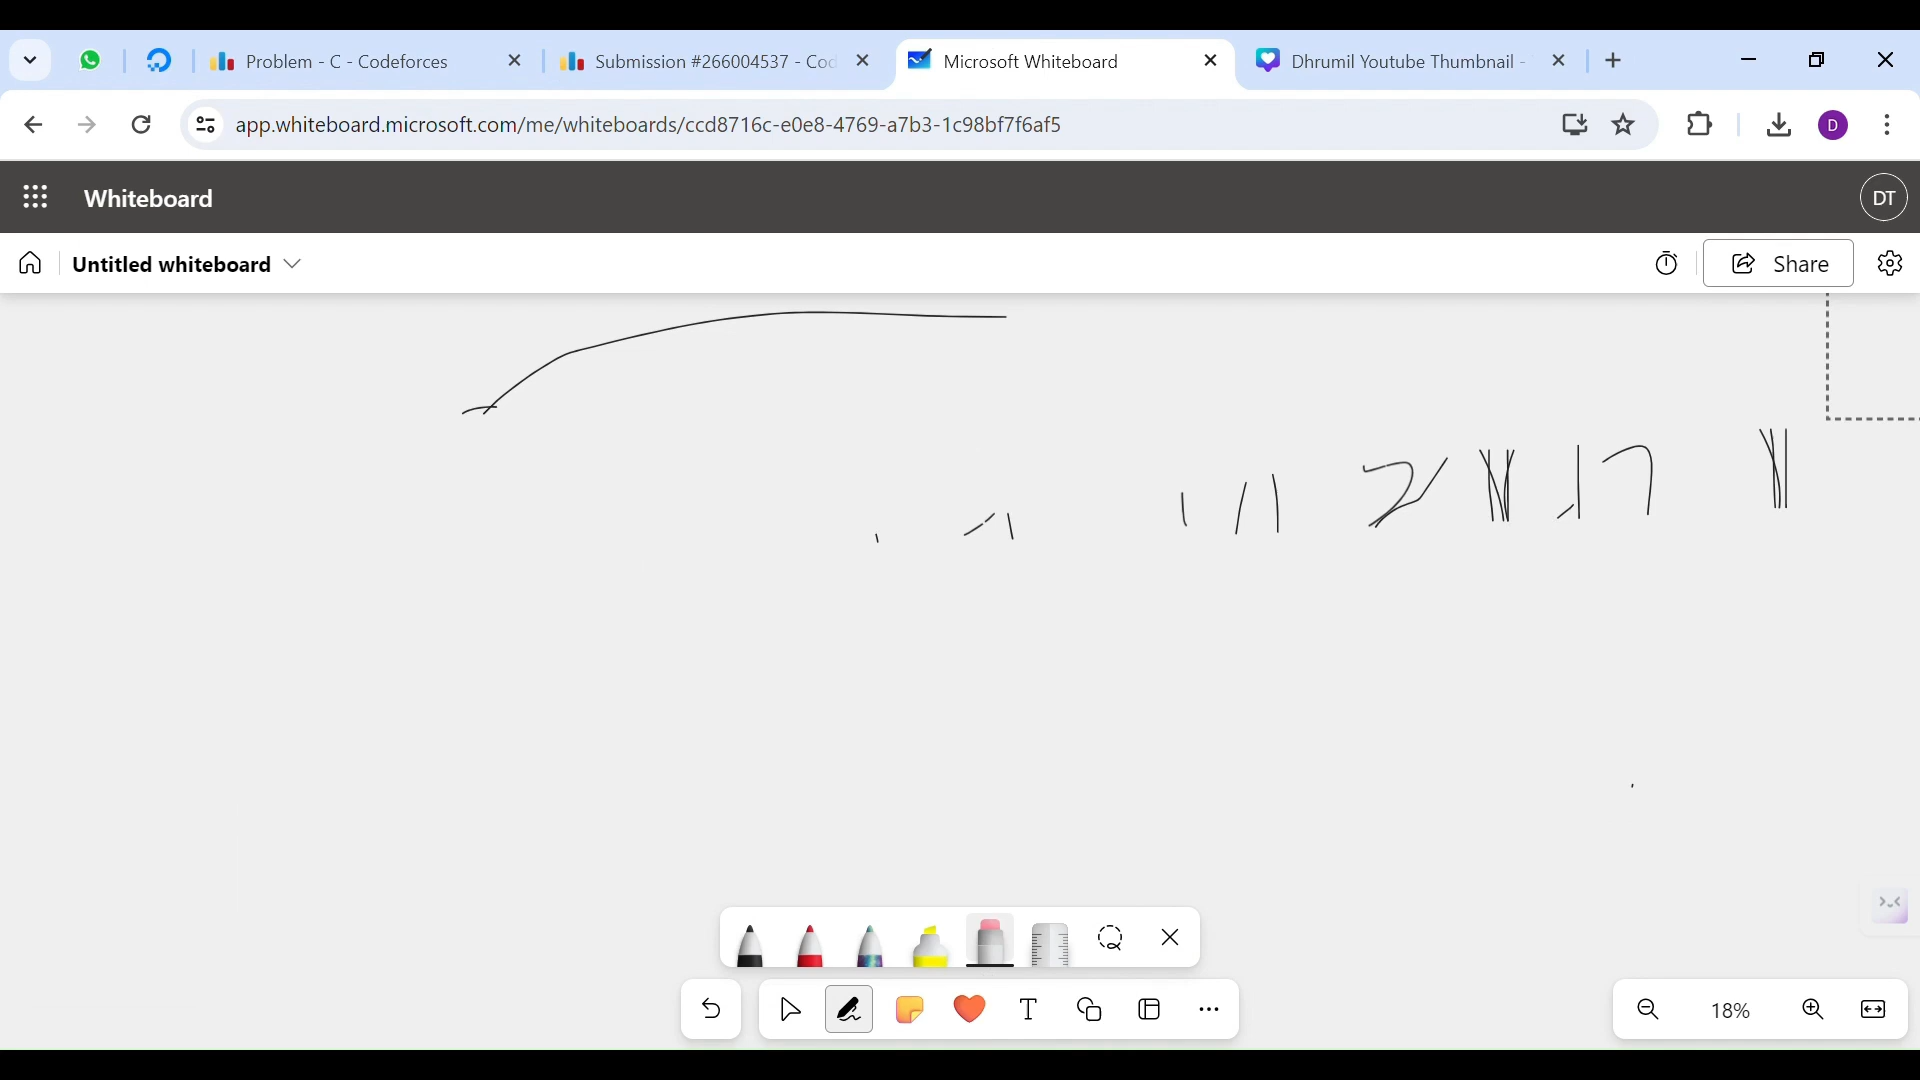 Problem - C - Codeforces
Submission #266004537 - Cod
Microsoft Whiteboard
Dhrumil Youtube Thumbnail -
app.whiteboard.microsoft.com/me/whiteboards/ccd8716c-e0e8-4769-a7b3-1c98bf7f6af5
D
Whiteboard
DT
Untitled whiteboard
Share
T
18%